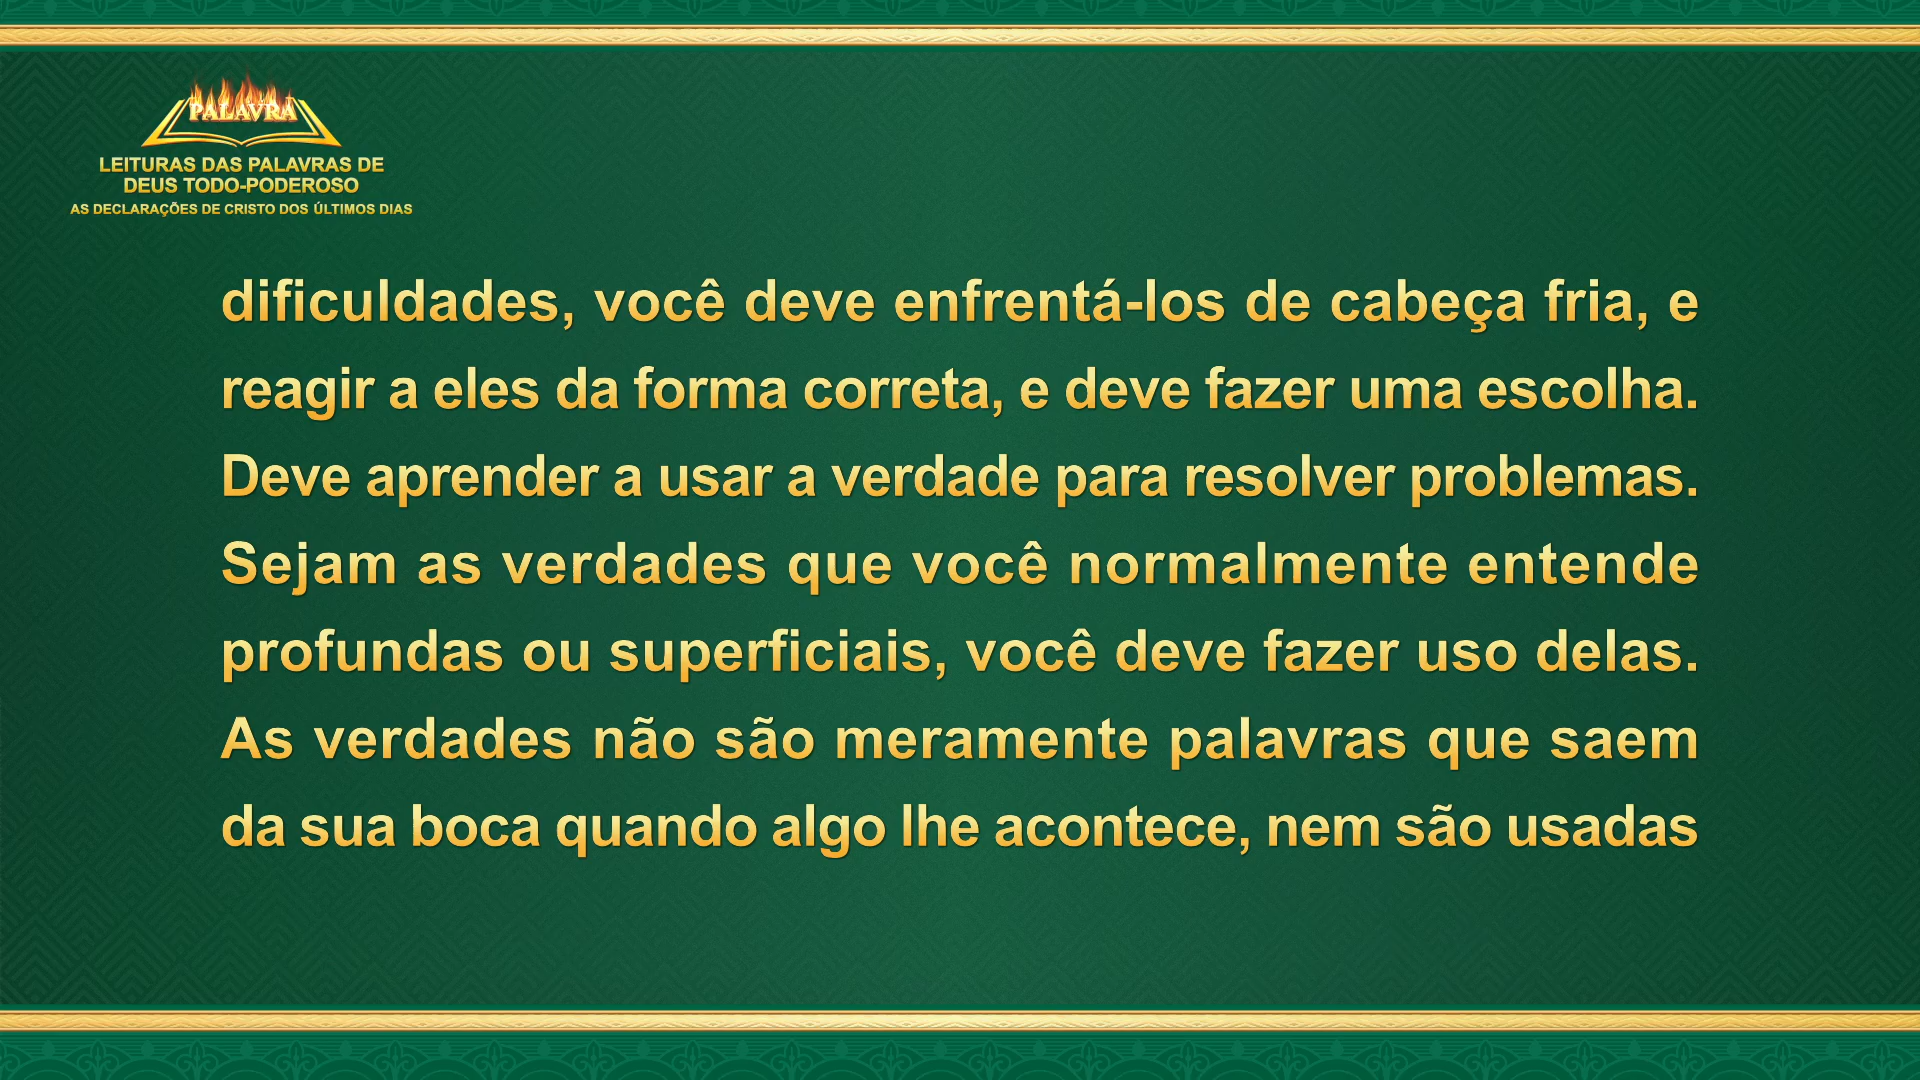 PALAVRA
LEITURAS DAS PALAVRAS DE
DEUS TODO-PODEROSO
AS DECLARAÇÕES DE CRISTO DOS ÚLTIMOS DIAS
dificuldades, você deve enfrentá-los de cabeça fria, e
reagir a eles da forma correta, e deve fazer uma escolha.
Deve aprender a usar a verdade para resolver problemas.
Sejam as verdades que você normalmente entende
profundas ou superficiais, você deve fazer uso delas.
As verdades não são meramente palavras que saem
da sua boca quando algo lhe acontece, nem são usadas